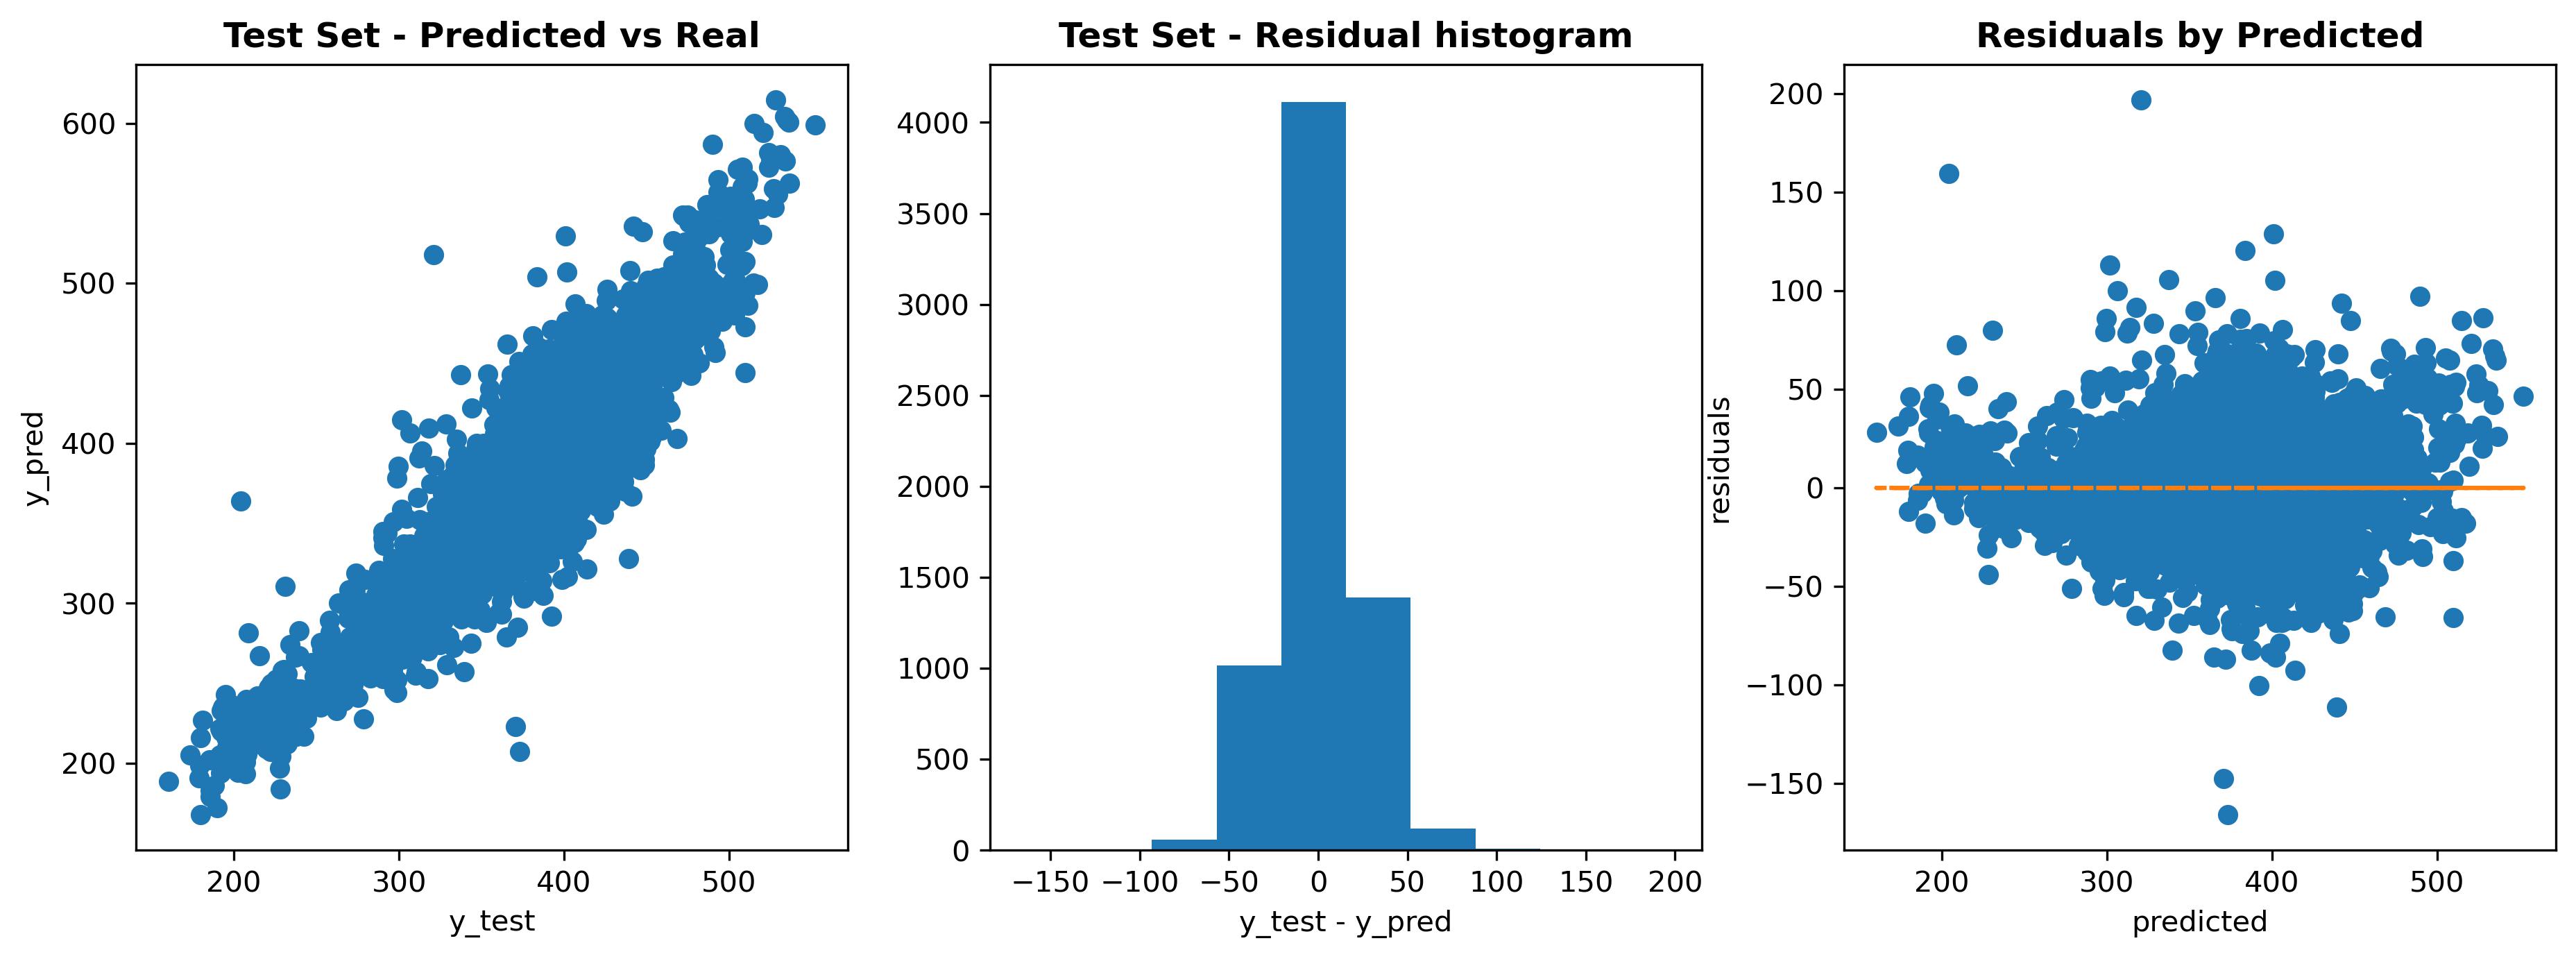 Test Set - Predicted vs Real
600
500
400
300
200
y_pred
200 300 400 500
y_test
Test Set - Residual histogram
4000
3500
3000
2500
2000
1500
1000
500
0
−150 −100 −50 0 50 100 150 200
y_test - y_pred
Residuals by Predicted
200
150
100
50
0
−50
−100
−150
residuals
200 300 400 500
predicted